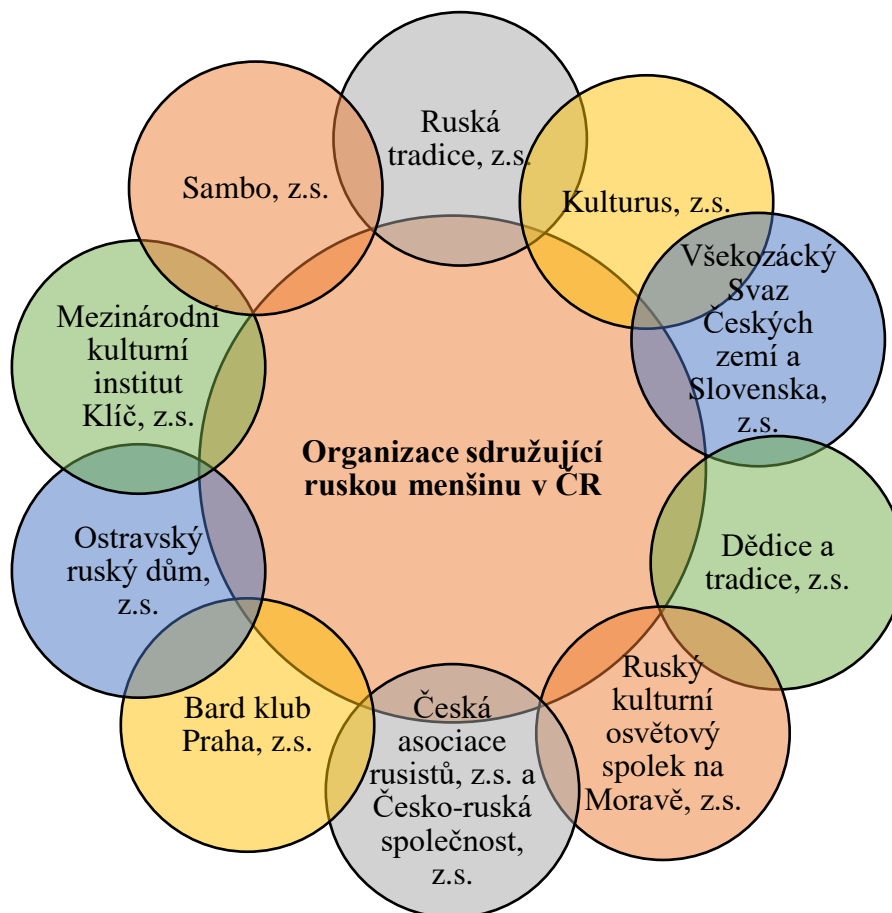 Ruská
tradice, z.s.
Kulturus, z.s.
Všekozácký
Svaz
Českých
zemí a
Slovenska,
z.s.
Dědice a
tradice, z.s.
Ruský
kulturní
osvětový
spolek na
Moravě, z.s.
Česká
asociace
rusistů, z.s. a
Česko-ruská
společnost,
z.s.
Bard klub
Praha, z.s.
Ostravský
ruský dům,
z.s.
Mezinárodní
kulturní
institut
Klíč, z.s.
Sambo, z.s.
Organizace sdružující
ruskou menšinu v ČR